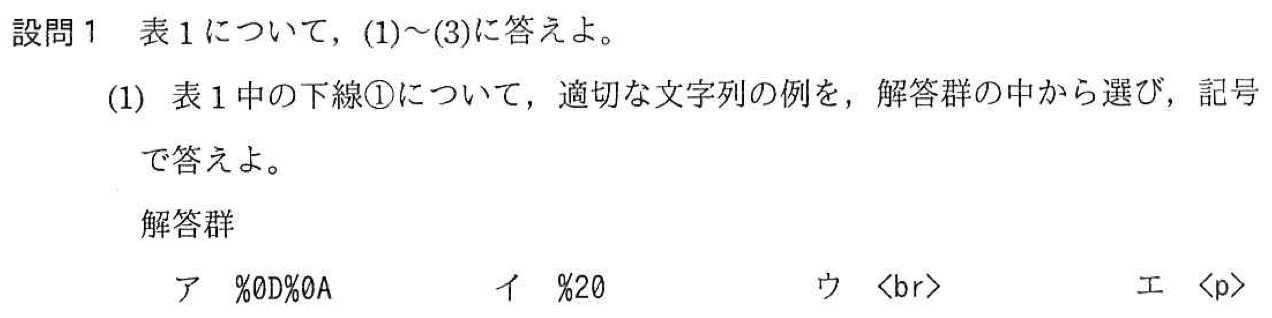 設問1 表1について，(1)～(3)に答えよ。
(1) 表1中の下線①について，適切な文字列の例を，解答群の中から選び，記号
で答えよ。
解答群
ア %0D%0A イ %20 ウ <br> エ <p>